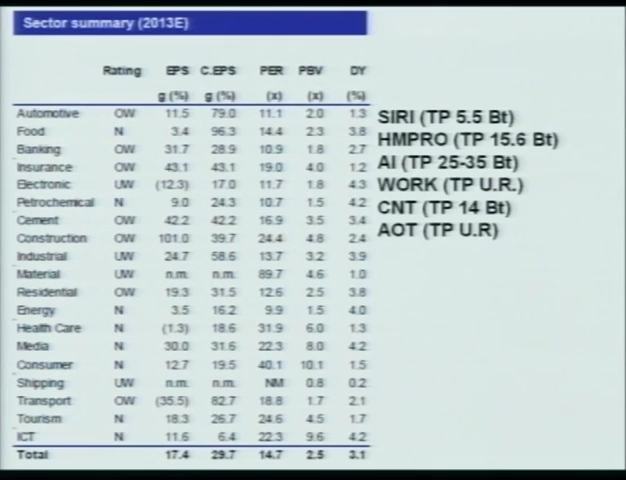 Sector summary (2013E)
Rating EPS C.EPS PER PBV DY
g (%) g (%) (x) (x) (%)
Automotive OW 11.5 79.0 11.1 2.0 1.3
Food N 3.4 96.3 14.4 2.3 3.8
Banking OW 31.7 28.9 10.9 1.8 2.7
Insurance OW 43.1 43.1 19.0 4.0 1.2
Electronic UW (12.3) 17.0 11.7 1.8 4.3
Petrochemical N 9.0 24.3 10.7 1.5 4.2
Cement OW 42.2 42.2 16.9 3.5 3.4
Construction OW 101.0 39.7 24.4 4.8 2.4
Industrial UW 24.7 58.6 13.7 3.2 3.9
Material UW n.m. n.m. 89.7 4.6 1.0
Residential OW 19.3 31.5 12.6 2.5 3.8
Energy N 3.5 16.2 9.9 1.5 4.0
Health Care N (1.3) 18.6 31.9 6.0 1.3
Media N 30.0 31.6 22.3 8.0 4.2
Consumer N 12.7 19.5 40.1 10.1 1.5
Shipping UW n.m. n.m. NM 0.8 0.2
Transport OW (35.5) 82.7 18.8 1.7 2.1
Tourism N 18.3 26.7 24.6 4.5 1.7
ICT N 11.6 6.4 22.3 9.6 4.2
Total 17.4 29.7 14.7 2.5 3.1
SIRI (TP 5.5 Bt)
HMPRO (TP 15.6 Bt)
AI (TP 25-35 Bt)
WORK (TP U.R.)
CNT (TP 14 Bt)
AOT (TP U.R)